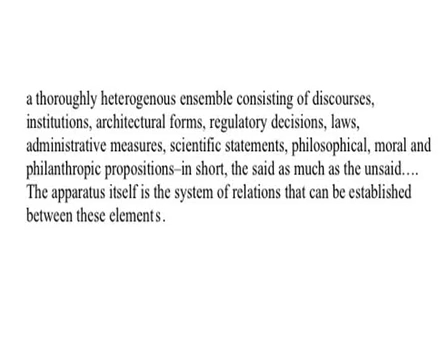 a thoroughly heterogenous ensemble consisting of discourses,
institutions, architectural forms, regulatory decisions, laws,
administrative measures, scientific statements, philosophical, moral and
philanthropic propositions–in short, the said as much as the unsaid….
The apparatus itself is the system of relations that can be established
between these elements.